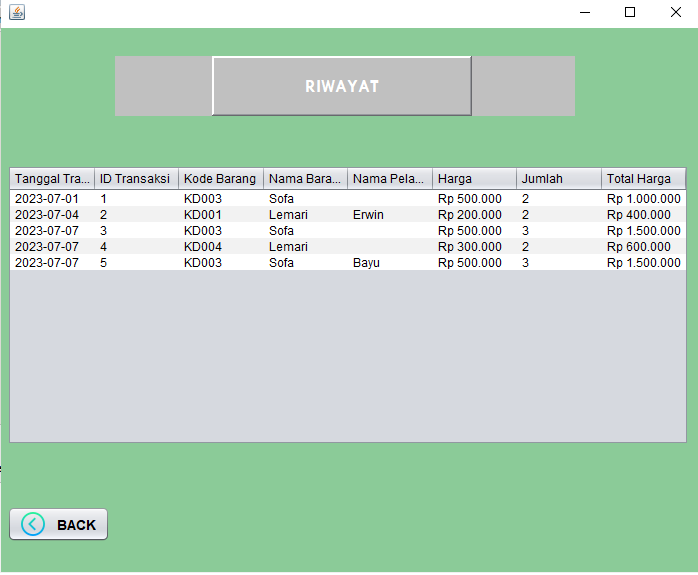 RIWAYAT
Tanggal Tra... ID Transaksi Kode Barang Nama Bara... Nama Pela... Harga Jumlah Total Harga
2023-07-01 1 KD003 Sofa Rp 500.000 2 Rp 1.000.000
2023-07-04 2 KD001 Lemari Erwin Rp 200.000 2 Rp 400.000
2023-07-07 3 KD003 Sofa Rp 500.000 3 Rp 1.500.000
2023-07-07 4 KD004 Lemari Rp 300.000 2 Rp 600.000
2023-07-07 5 KD003 Sofa Bayu Rp 500.000 3 Rp 1.500.000
BACK